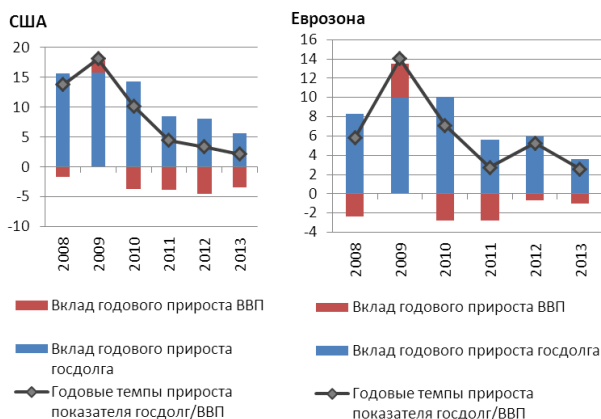 США
20
15
10
5
0
-5
-10
2008
2009
2010
2011
2012
2013
Вклад годового прироста ВВП
Вклад годового прироста
госдолга
Годовые темпы прироста
показателя госдолг/ВВП
Еврозона
16
14
12
10
8
6
4
2
0
-2
-4
2008
2009
2010
2011
2012
2013
Вклад годового прироста ВВП
Вклад годового прироста госдолга
Годовые темпы прироста
показателя госдолг/ВВП